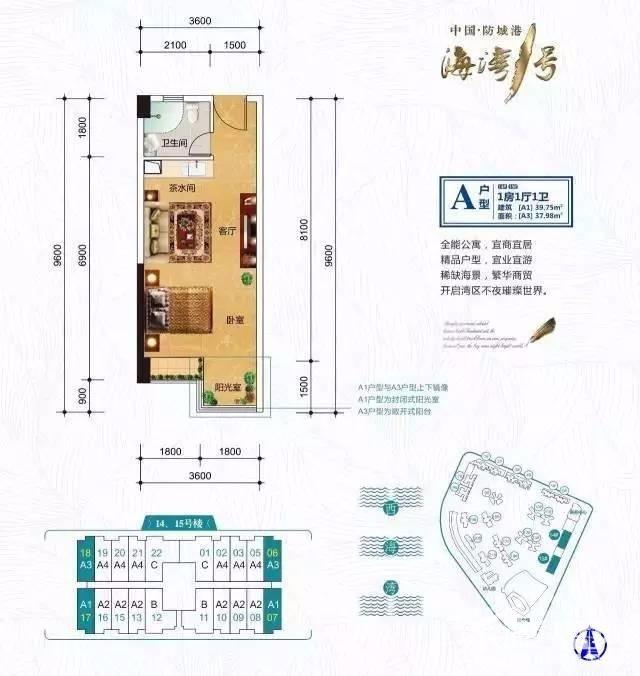 中国·防城港
海湾1号
3600
2100 1500
1800
6900
9600
900
8100
9600
1500
卫生间
茶水间
客厅
卧室
阳光室
1800 1800
3600
A户型
1房1厅1卫
建筑 [A1] 39.75m²
面积: [A3] 37.98m²
全能公寓，宜商宜居
精品户型，宜业宜游
稀缺海景，繁华商贸
开启湾区不夜璀璨世界。
A1户型与A3户型上下镜像
A1户型为封闭式阳光室
A3户型为敞开式阳台
14、15号楼
18 19 20 21 22 01 02 03 05 06
A3 A4 A4 A4 C C A4 A4 A4 A3
A1 A2 A2 A2 B B A2 A2 A2 A1
17 16 15 13 12 11 10 09 08 07
西
海
湾